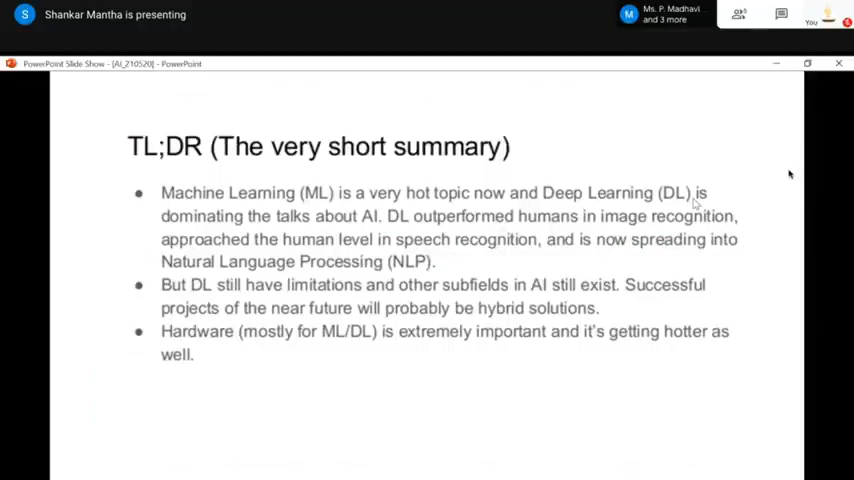 S Shankar Mantha is presenting
M Ms. P. Madhavi
and 3 more
You
PowerPoint Slide Show - [AI_210520] - PowerPoint
TL;DR (The very short summary)
● Machine Learning (ML) is a very hot topic now and Deep Learning (DL) is
dominating the talks about AI. DL outperformed humans in image recognition,
approached the human level in speech recognition, and is now spreading into
Natural Language Processing (NLP).
● But DL still have limitations and other subfields in AI still exist. Successful
projects of the near future will probably be hybrid solutions.
● Hardware (mostly for ML/DL) is extremely important and it's getting hotter as
well.